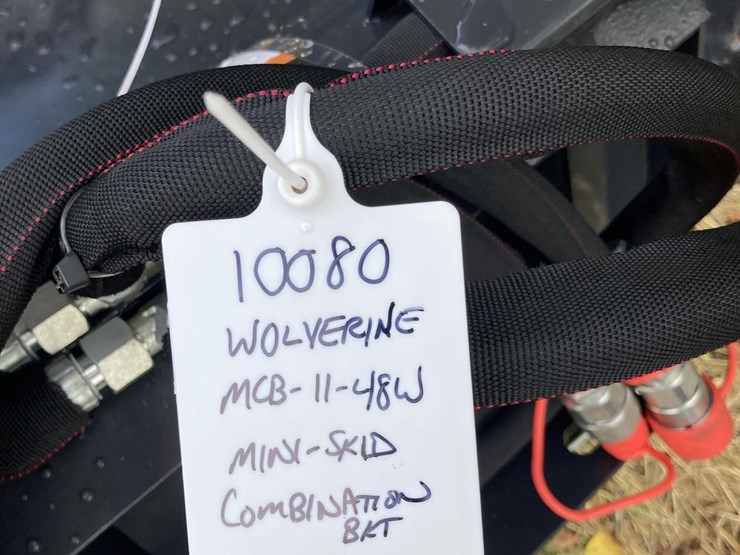 10080
WOLVERINE
MCB-11-48W
MINI-SKID
COMBINATION
BKT